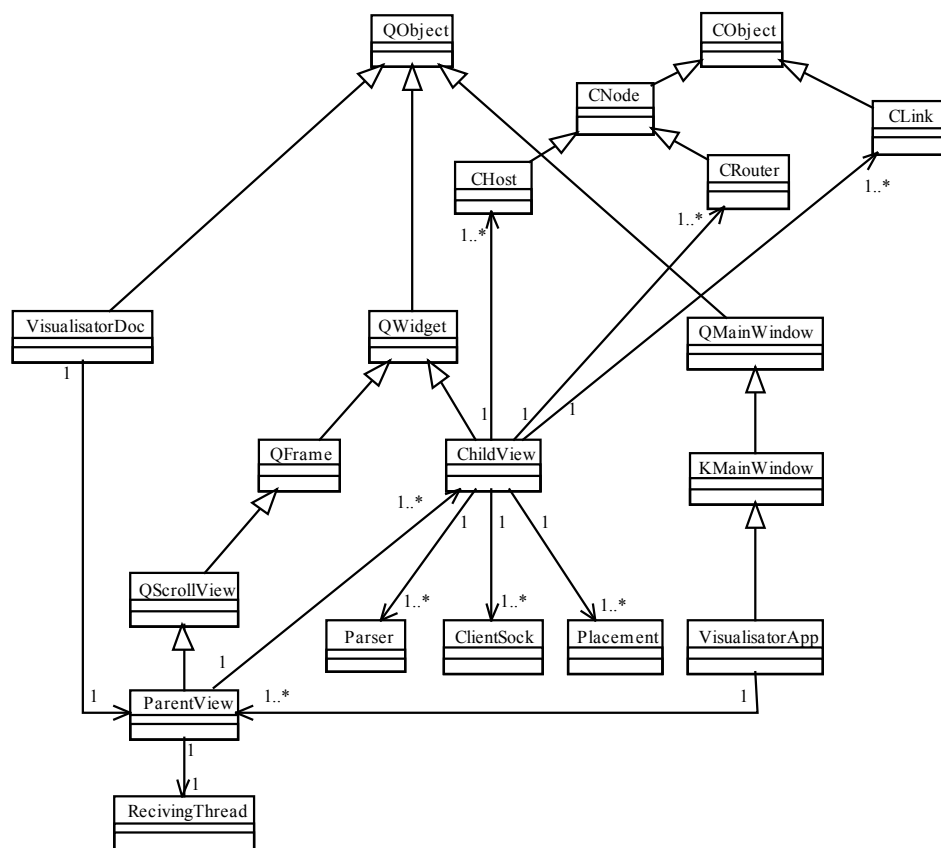 QObject
CObject
CNode
CLink
CHost
CRouter
1..*
1..*
1..*
VisualisatorDoc
QWidget
QMainWindow
1
1
1
1
QFrame
ChildView
KMainWindow
1..*
1
1
1
QScrollView
1..*
1..*
1..*
Parser
ClientSock
Placement
VisualisatorApp
1
1
ParentView
1..*
1
1
1
RecivingThread